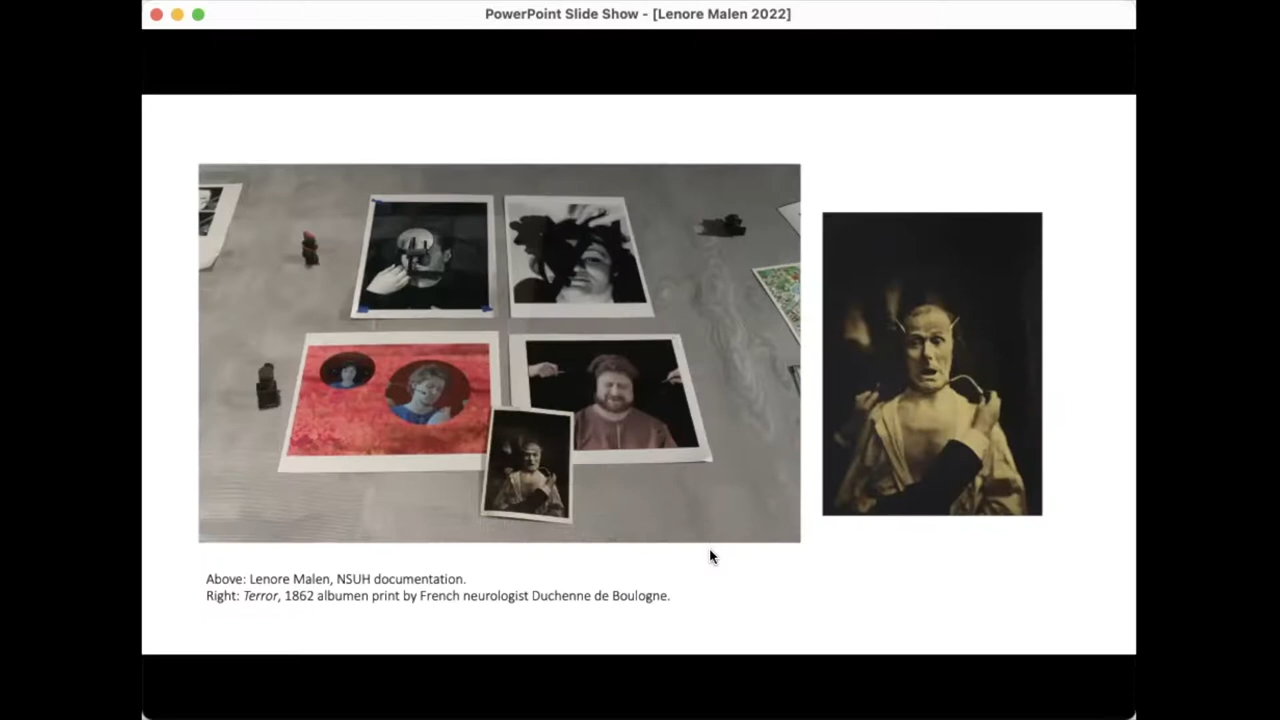 PowerPoint Slide Show - [Lenore Malen 2022]
Above: Lenore Malen, NSUH documentation.
Right: Terror, 1862 albumen print by French neurologist Duchenne de Boulogne.